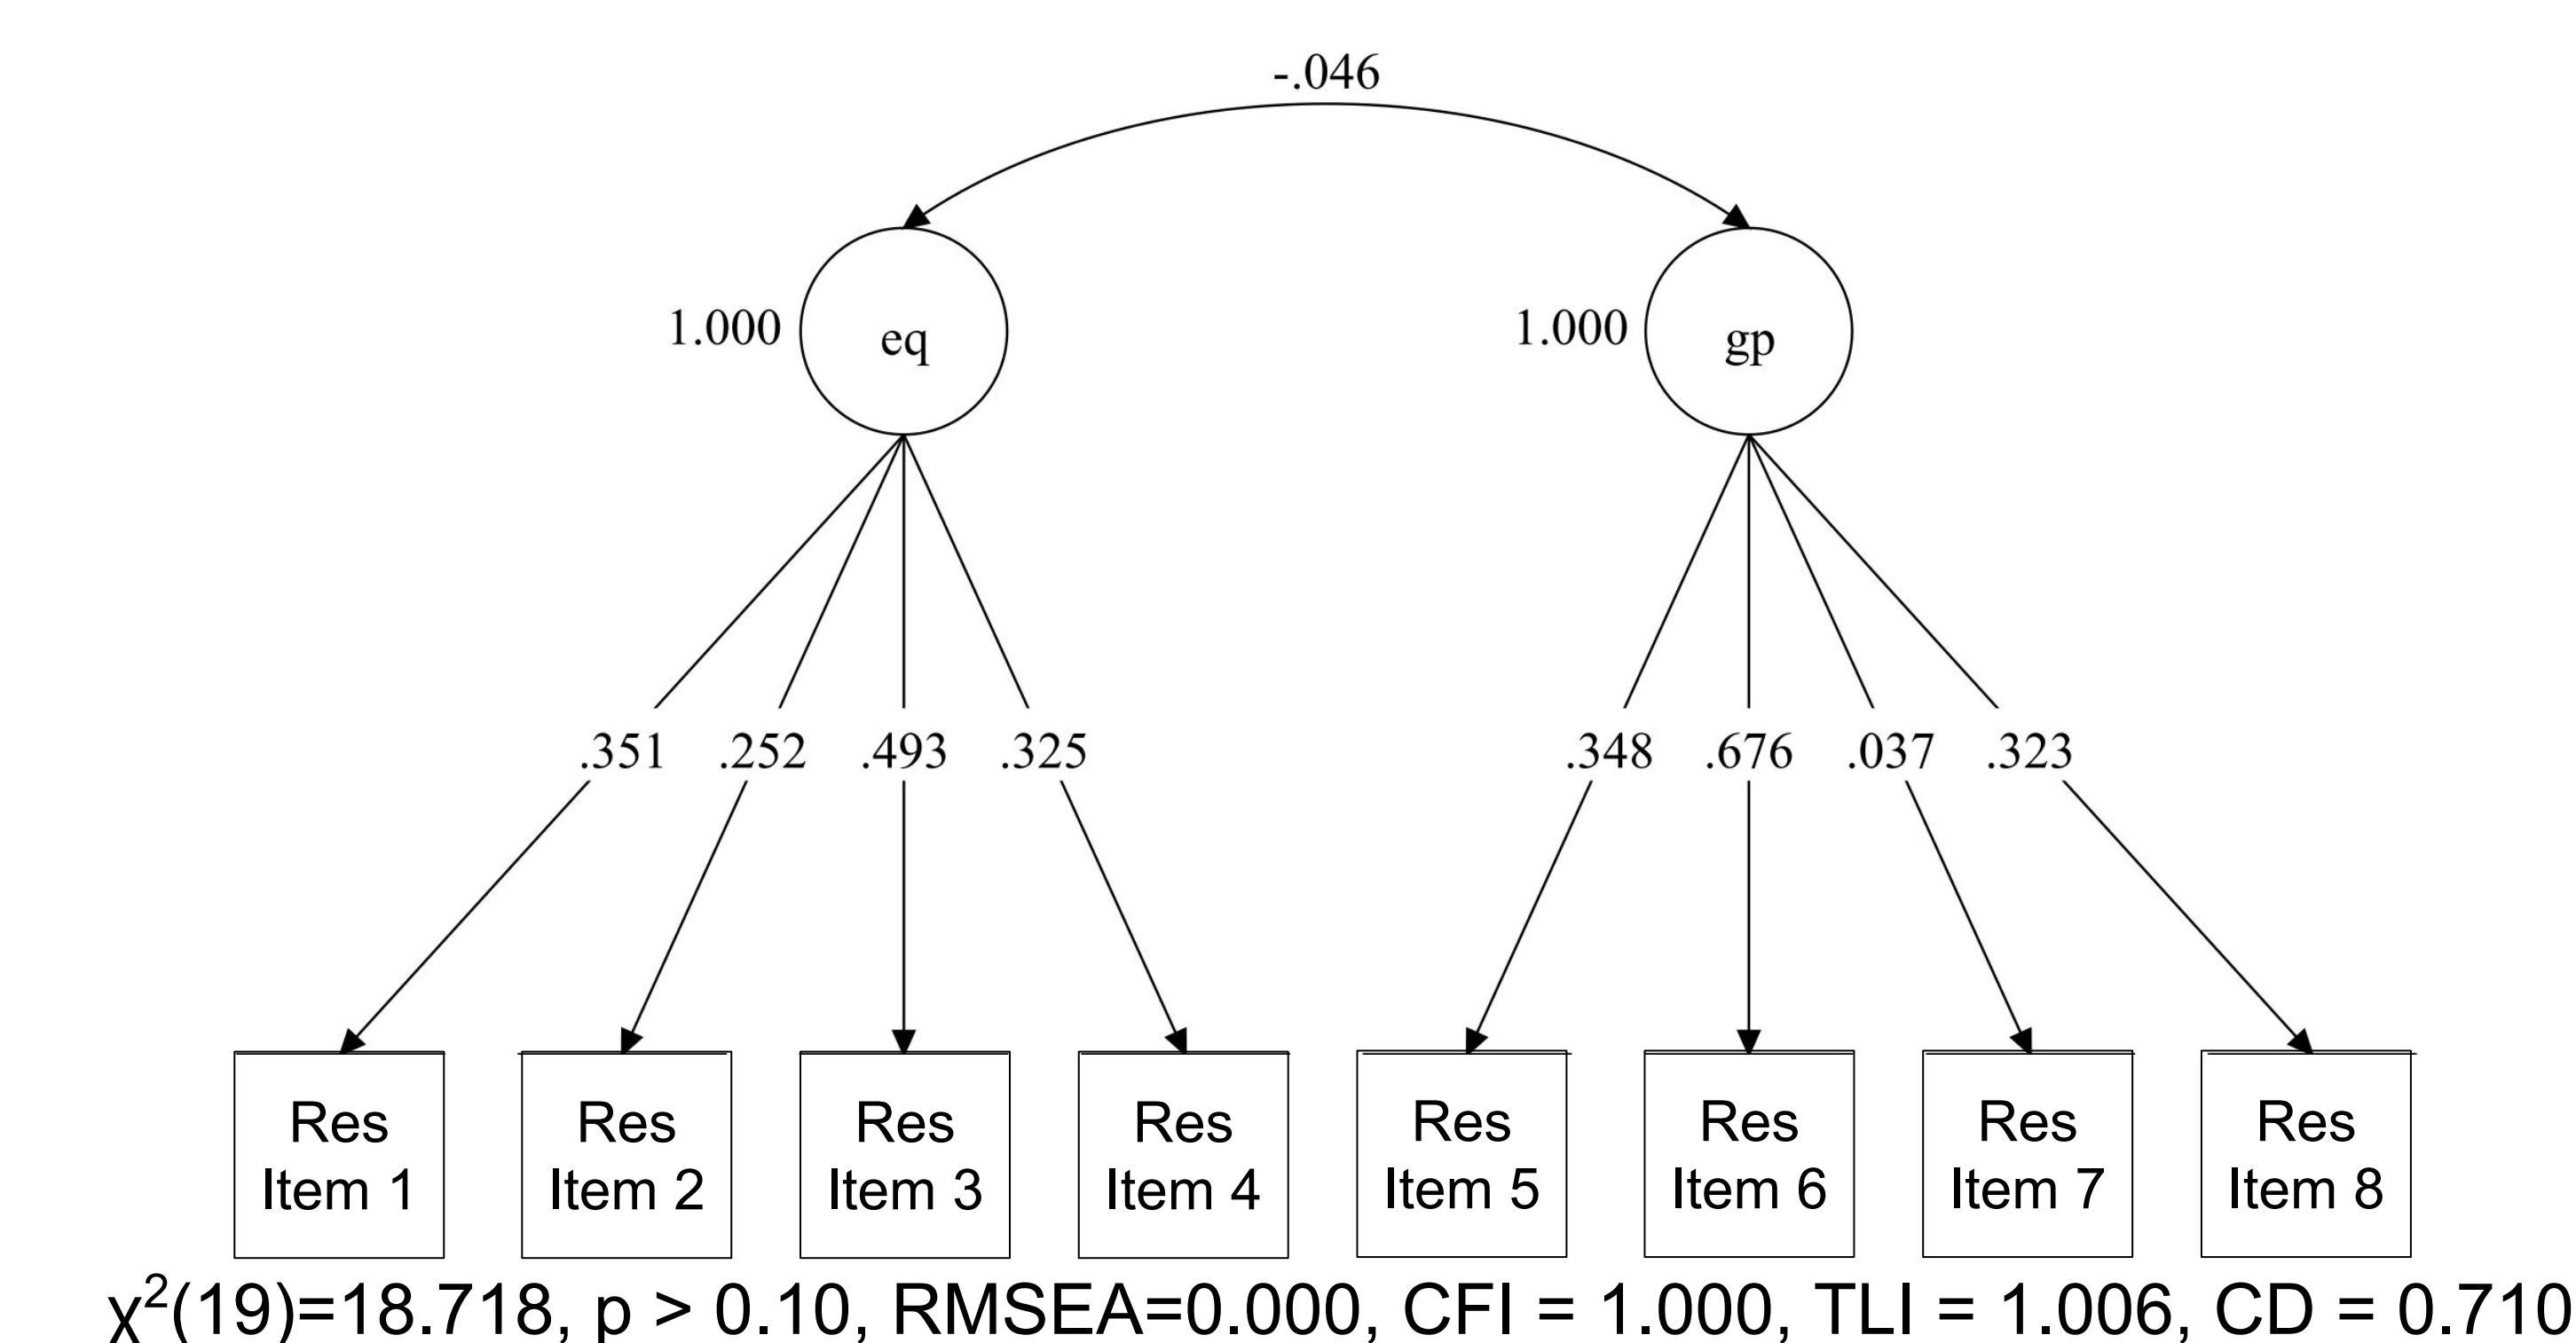 -.046
1.000 eq 1.000 gp
.351 .252 .493 .325 .348 .676 .037 .323
Res Res Res Res Res Res Res Res
Item 1 Item 2 Item 3 Item 4 Item 5 Item 6 Item 7 Item 8
χ²(19)=18.718, p > 0.10, RMSEA=0.000, CFI = 1.000, TLI = 1.006, CD = 0.710